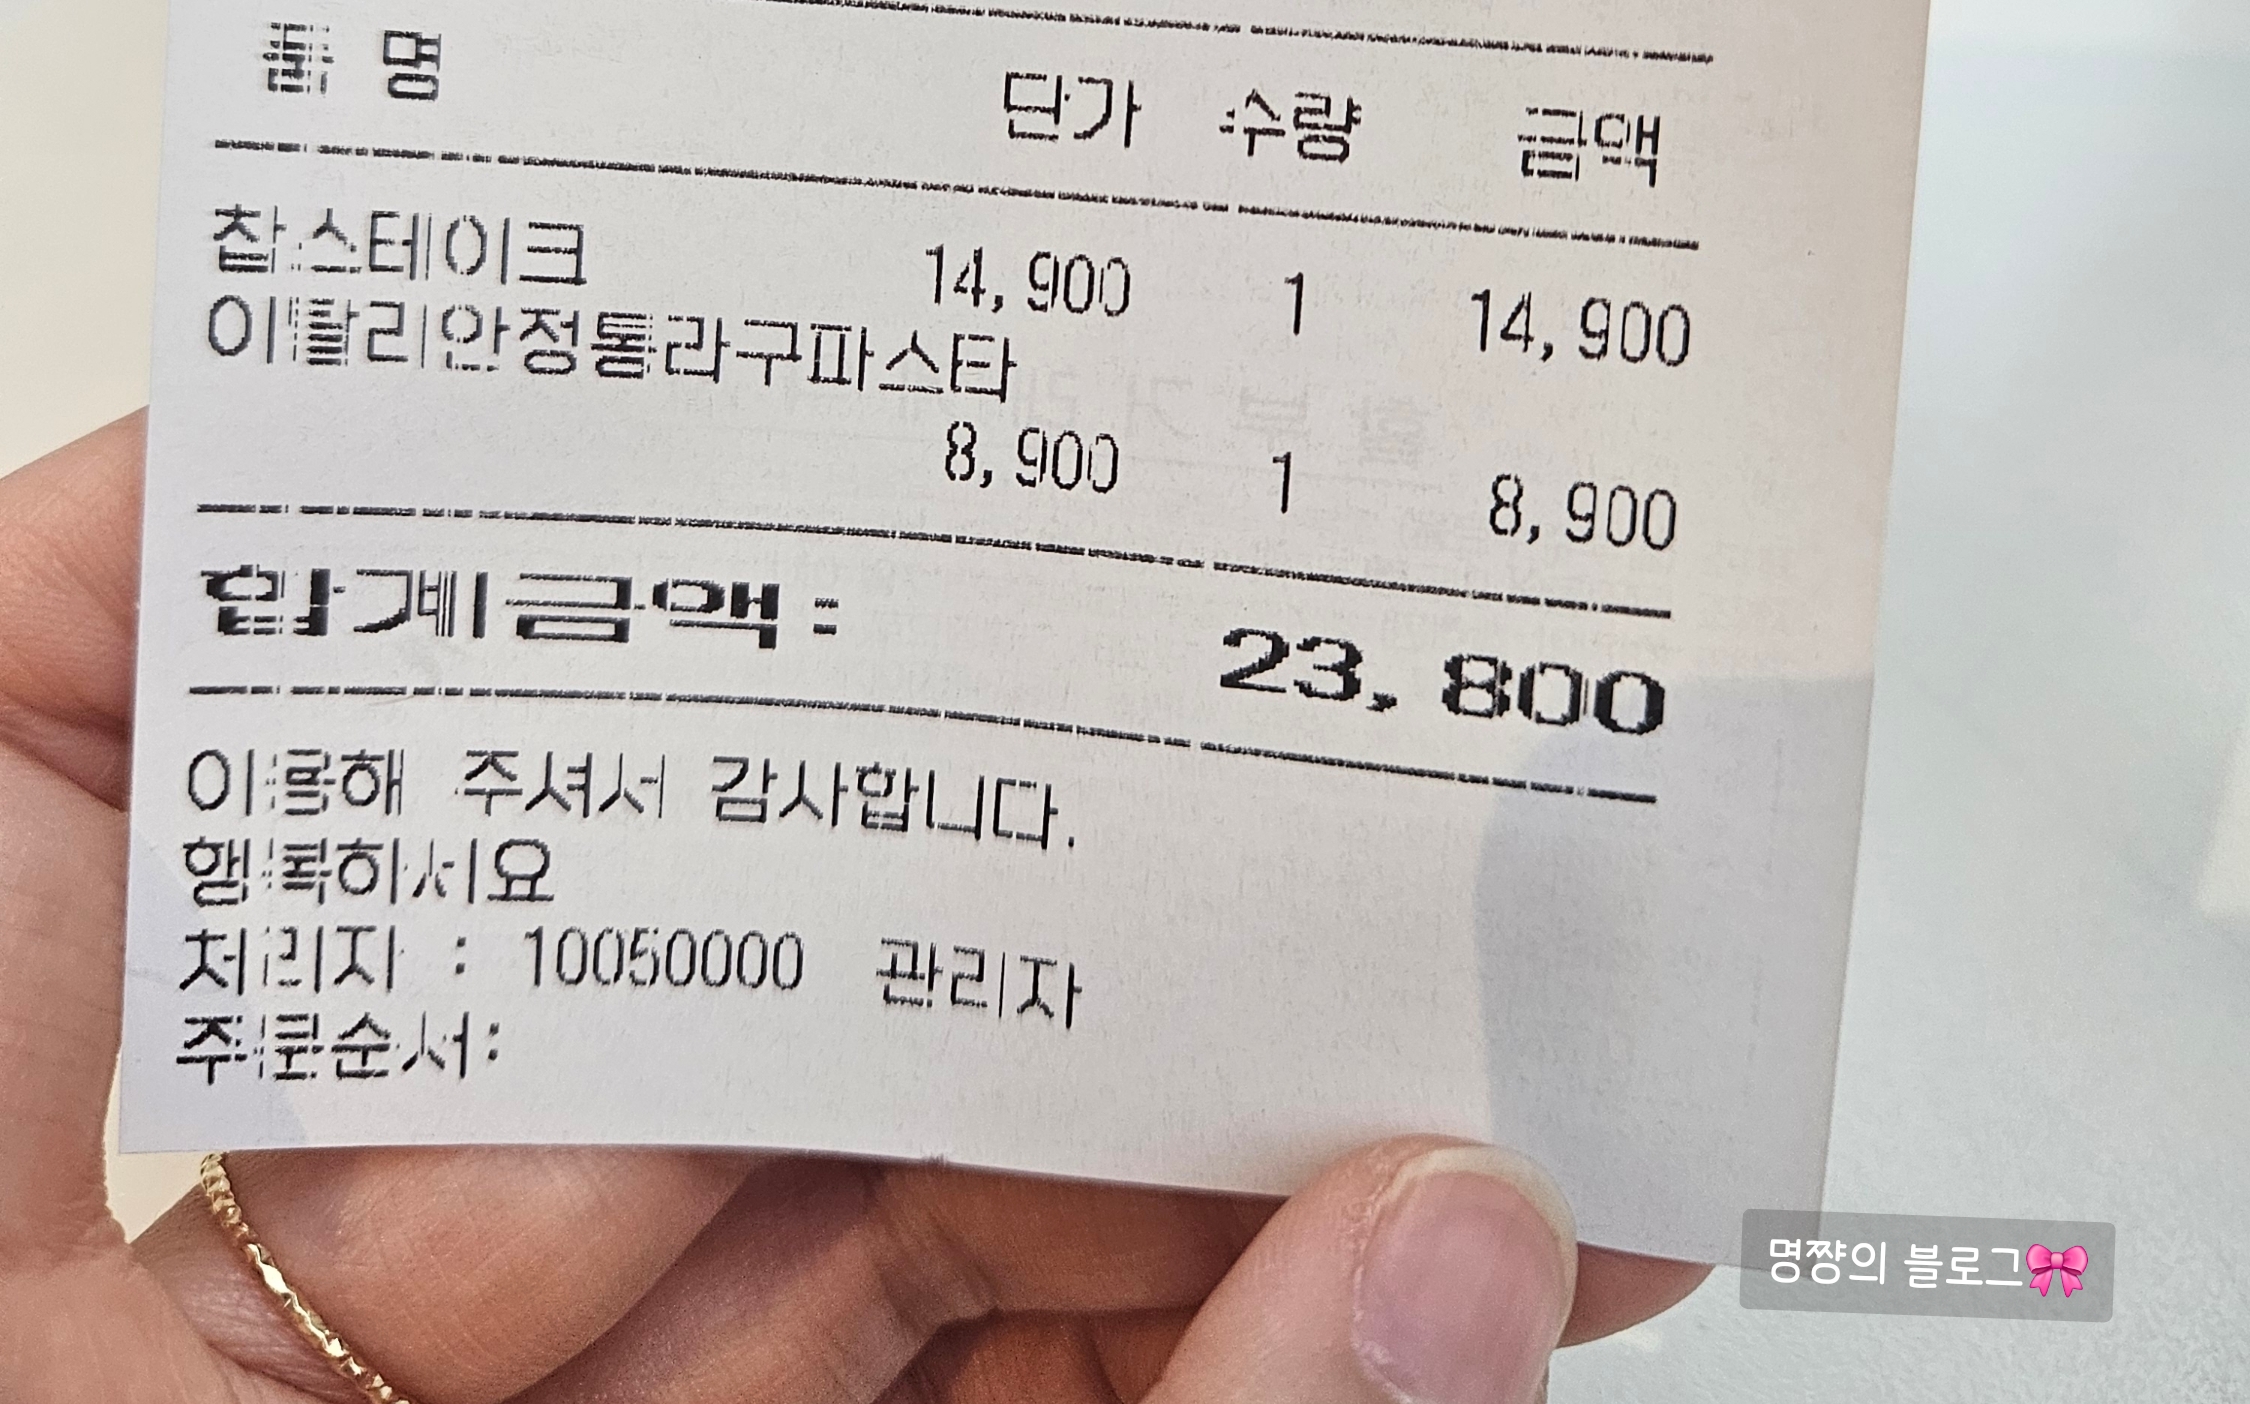 품 명 단가 수량 금액
찹스테이크 14,900 1 14,900
이탈리안정통라구파스타
8,900 1 8,900
합계금액: 23,800
이용해 주셔서 감사합니다.
행복하세요
처리자 : 10050000 관리자
주문순서:
명쨩의 블로그🎀